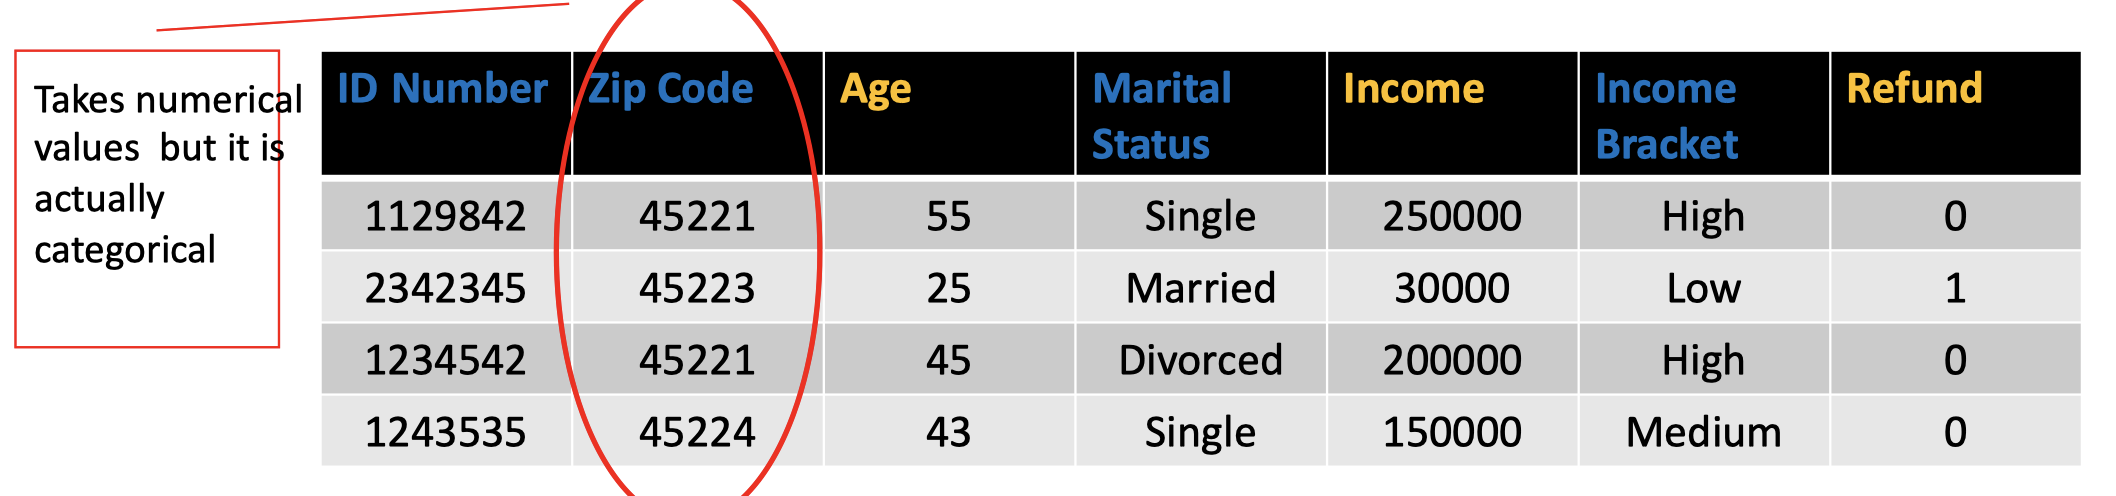 Takes numerical
values but it is
actually
categorical
ID Number Zip Code Age Marital Status Income Income Bracket Refund
1129842 45221 55 Single 250000 High 0
2342345 45223 25 Married 30000 Low 1
1234542 45221 45 Divorced 200000 High 0
1243535 45224 43 Single 150000 Medium 0